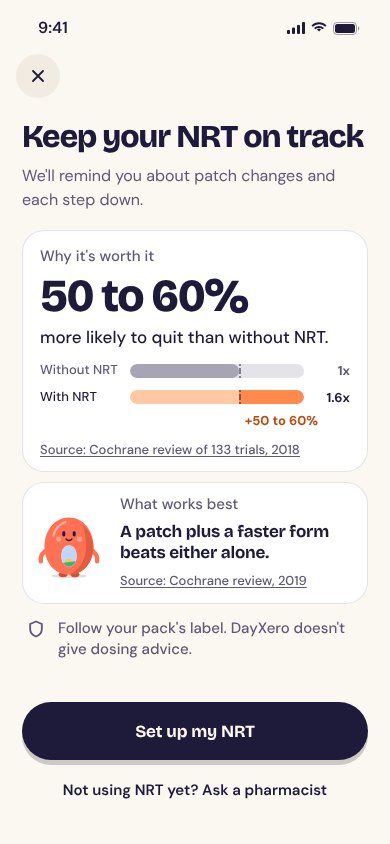 9:41
Keep your NRT on track
We'll remind you about patch changes and
each step down.
Why it's worth it
50 to 60%
more likely to quit than without NRT.
Without NRT 1x
With NRT 1.6x
+50 to 60%
Source: Cochrane review of 133 trials, 2018
What works best
A patch plus a faster form
beats either alone.
Source: Cochrane review, 2019
Follow your pack's label. DayXero doesn't
give dosing advice.
Set up my NRT
Not using NRT yet? Ask a pharmacist